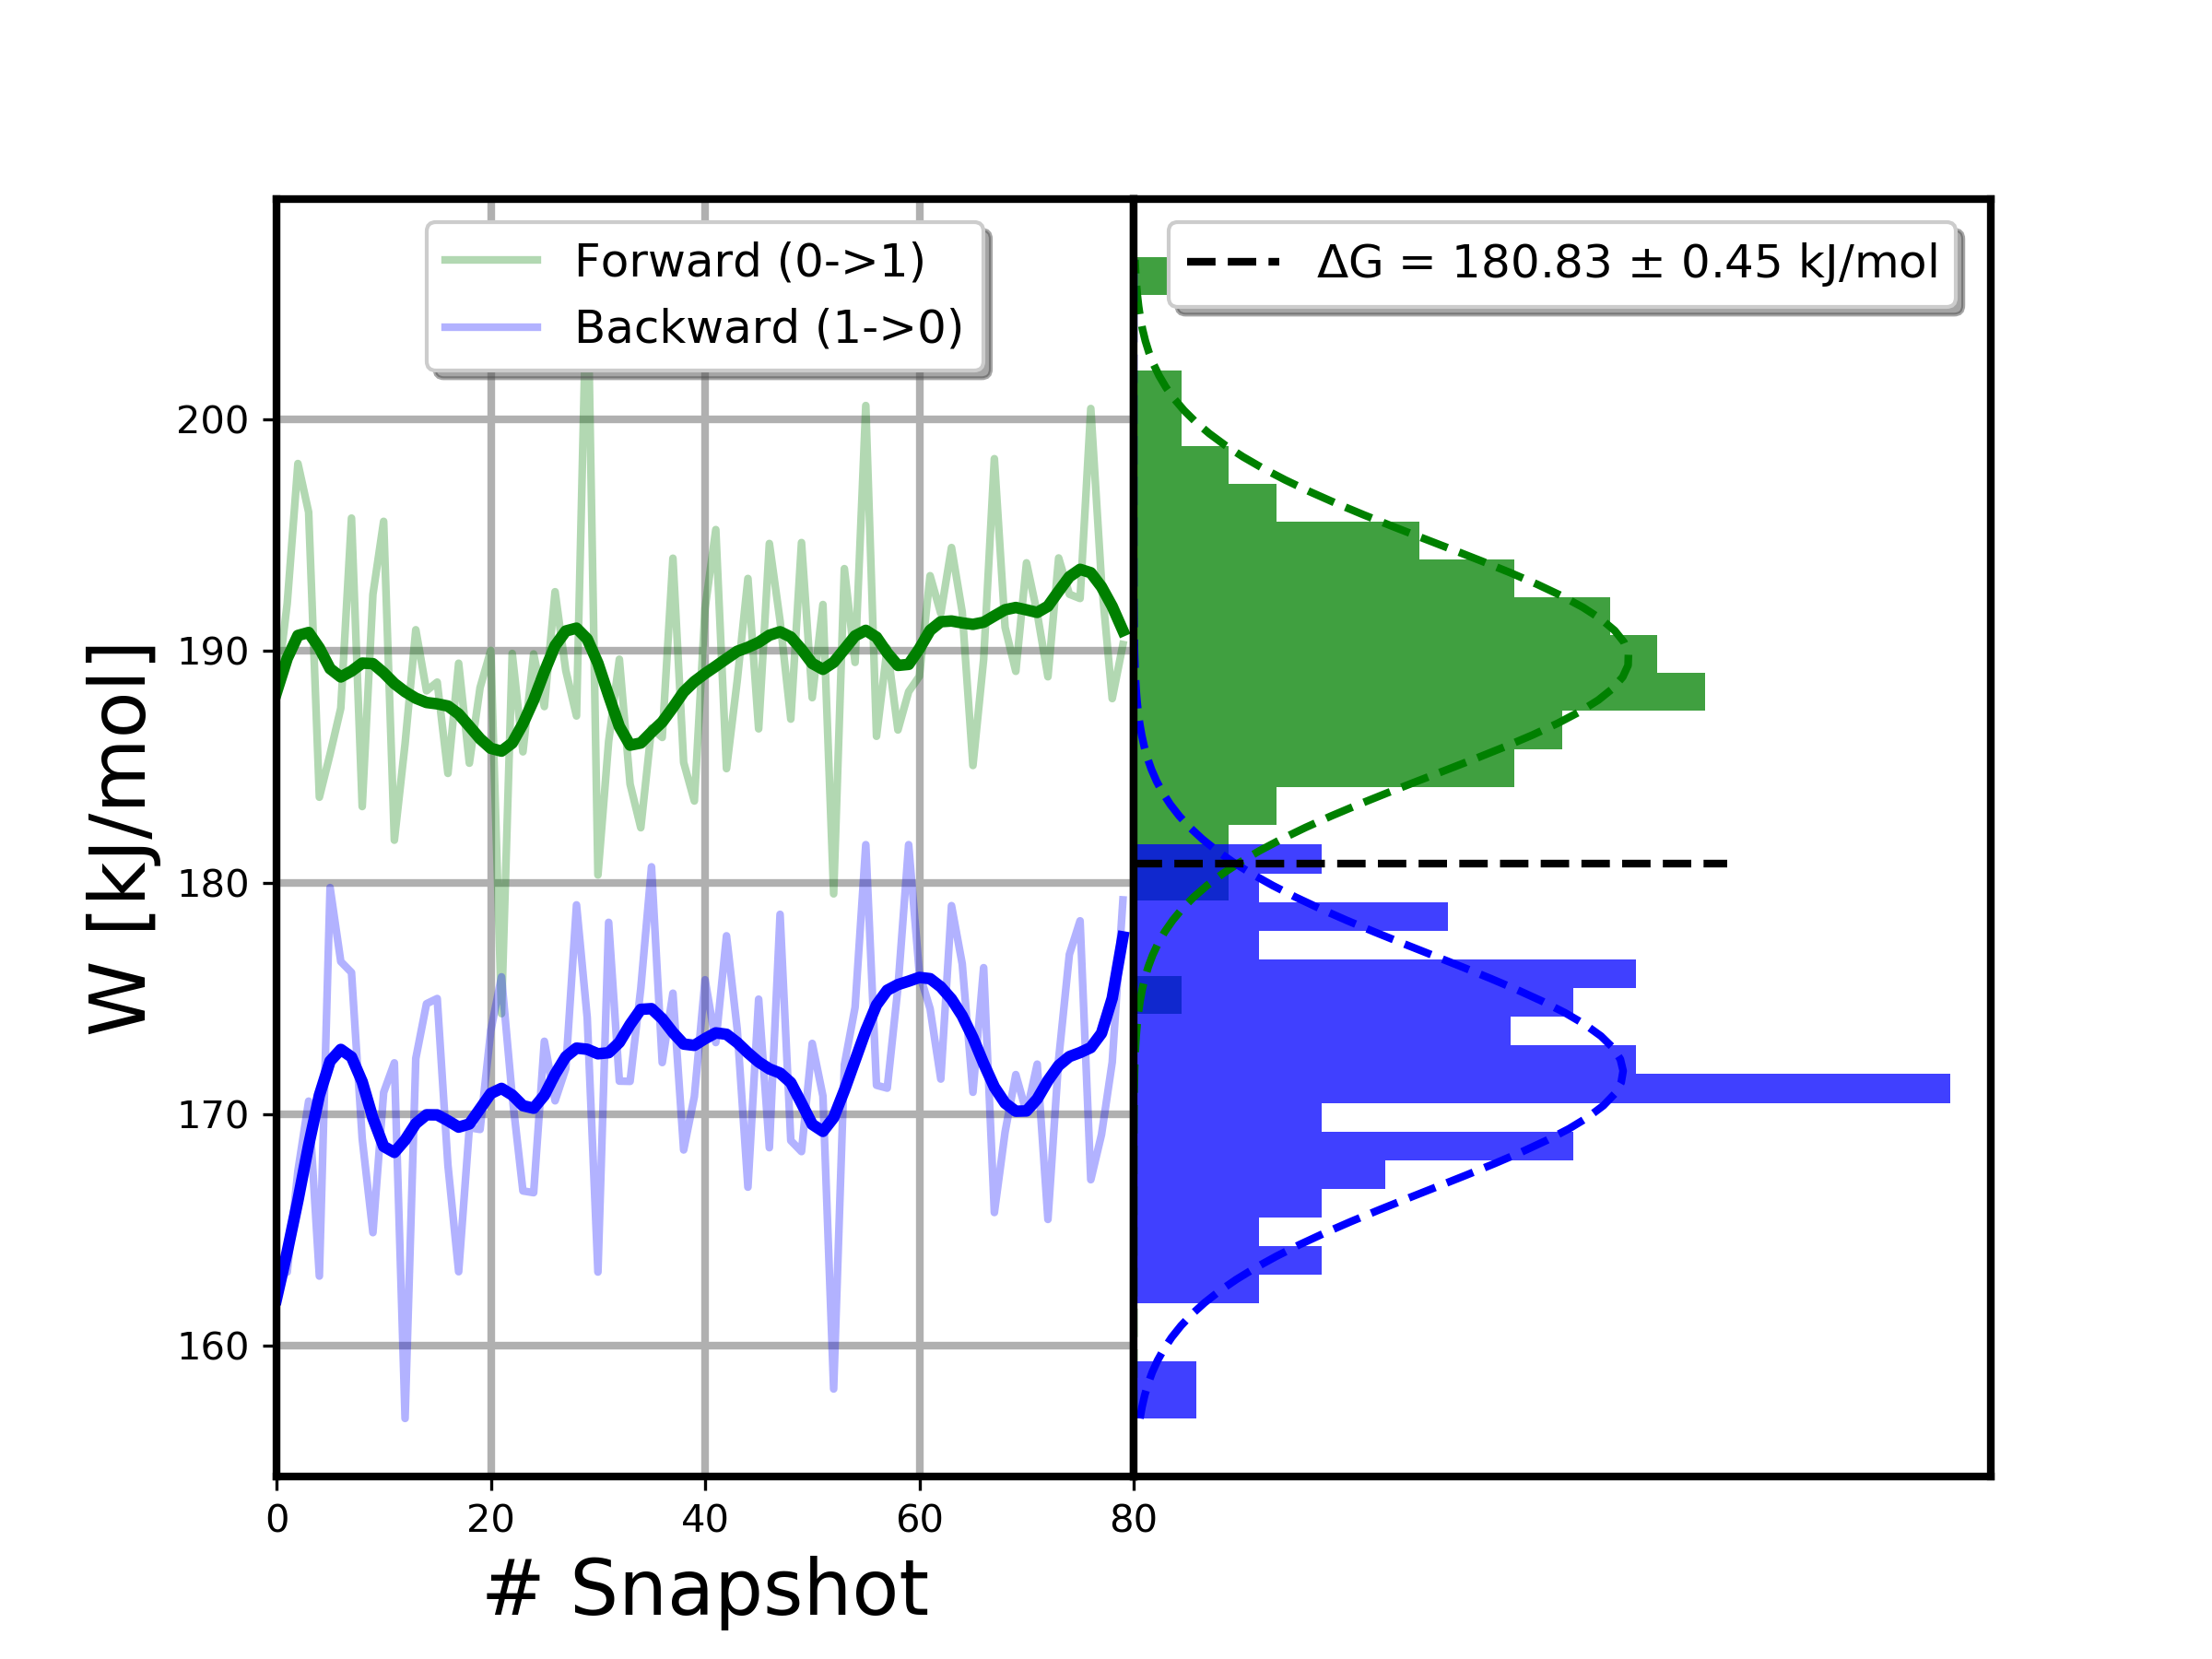 Forward (0->1)
Backward (1->0)
ΔG = 180.83 ± 0.45 kJ/mol
W [kJ/mol]
200
190
180
170
160
0 20 40 60 80
# Snapshot